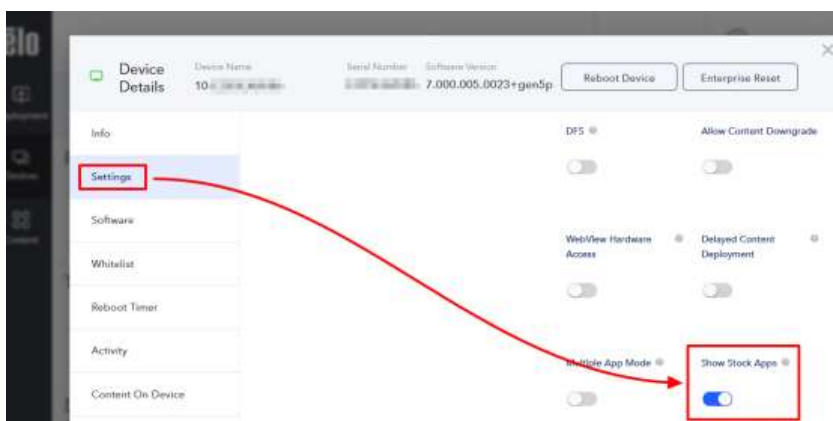 elo
Device Details
Device Name
10
Serial Number
Software Version
7.000.005.0023+gen5p
Reboot Device
Enterprise Reset
Info
DFS
Allow Content Downgrade
Settings
Software
WebView Hardware Access
Delayed Content Deployment
Whitelist
Reboot Timer
Activity
Multiple App Mode
Show Stock Apps
Content On Device